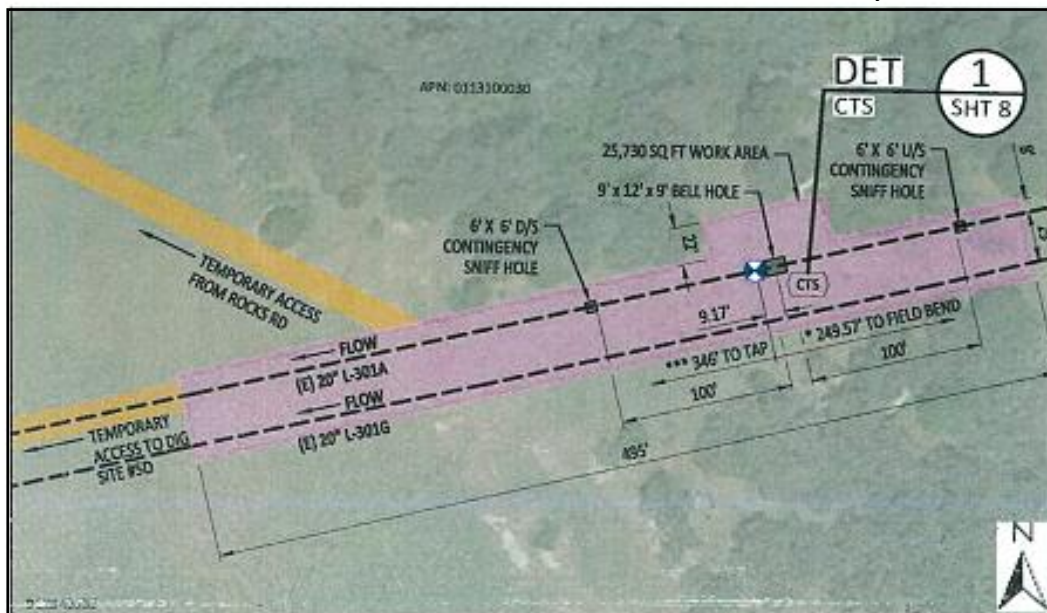 APN: 0113100030
DET
CTS
1
SHT 8
25,730 SQ FT WORK AREA
9' x 12' x 9' BELL HOLE
6' X 6' U/S
CONTINGENCY
SNIFF HOLE
6' X 6' D/S
CONTINGENCY
SNIFF HOLE
22'
TEMPORARY ACCESS
FROM ROCKS RD
CTS
9.17'
FLOW
(E) 20" L-301A
* 249.57' TO FIELD BEND
*** 346' TO TAP
100'
100'
FLOW
(E) 20" L-301G
TEMPORARY
ACCESS TO DIG
SITE #5D
495'
N